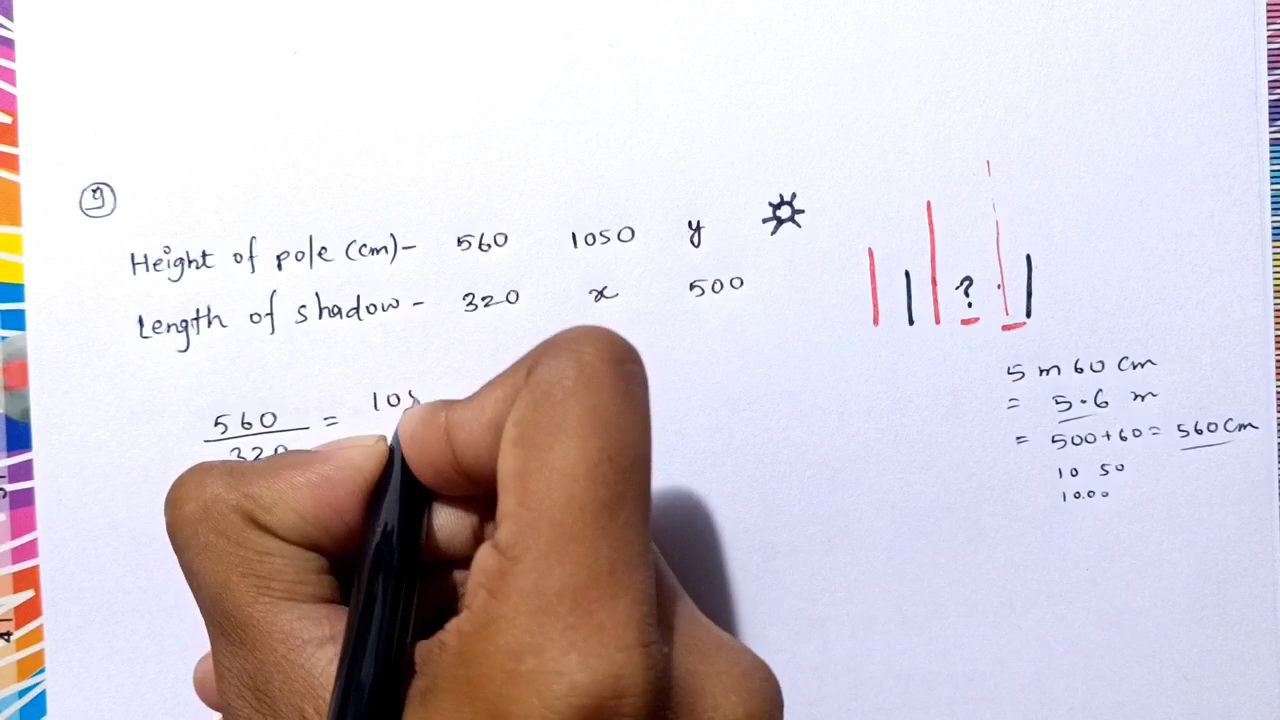 9
Height of pole (cm)- 560 1050 y
Length of shadow - 320 x 500
?
560 = 105
320
5 m 60 cm
= 5.6 m
= 500+60= 560 cm
10 50
10.00